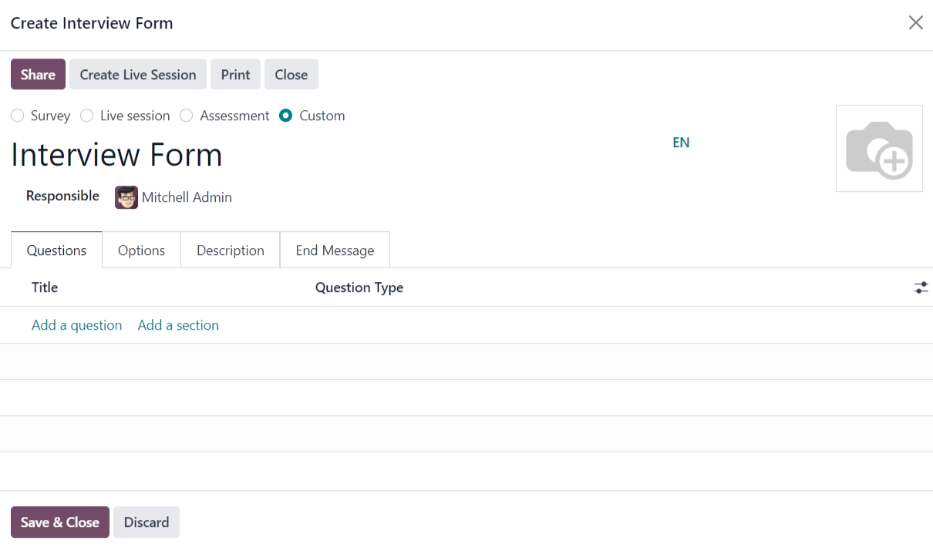 Create Interview Form
Share Create Live Session Print Close
Survey Live session Assessment Custom
EN
Interview Form
Responsible Mitchell Admin
Questions Options Description End Message
Title Question Type
Add a question Add a section
Save & Close Discard